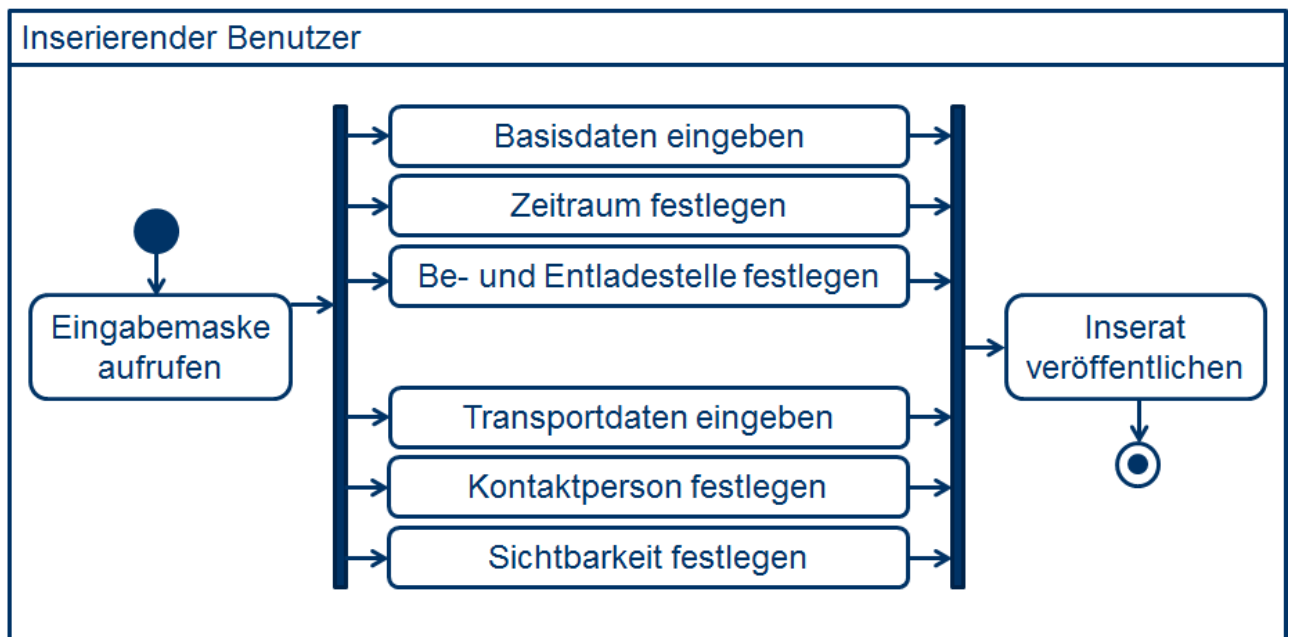 Inserierender Benutzer
Basisdaten eingeben
Zeitraum festlegen
Be- und Entladestelle festlegen
Eingabemaske
aufrufen
Inserat
veröffentlichen
Transportdaten eingeben
Kontaktperson festlegen
Sichtbarkeit festlegen